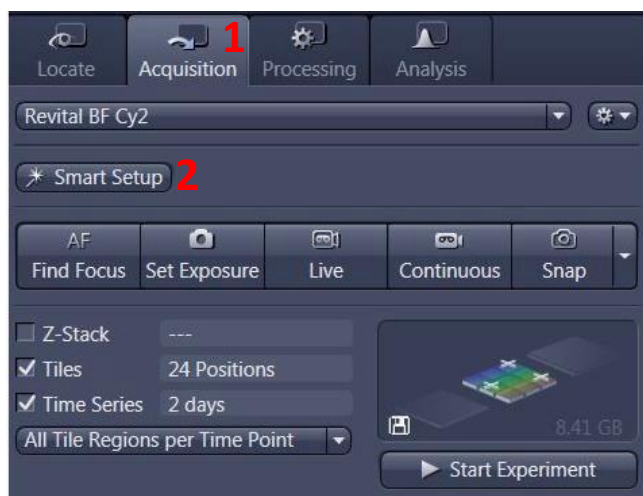 1
Locate Acquisition Processing Analysis
Revital BF Cy2
Smart Setup 2
AF
Find Focus Set Exposure Live Continuous Snap
Z-Stack ---
Tiles 24 Positions
Time Series 2 days
8.41 GB
All Tile Regions per Time Point
Start Experiment